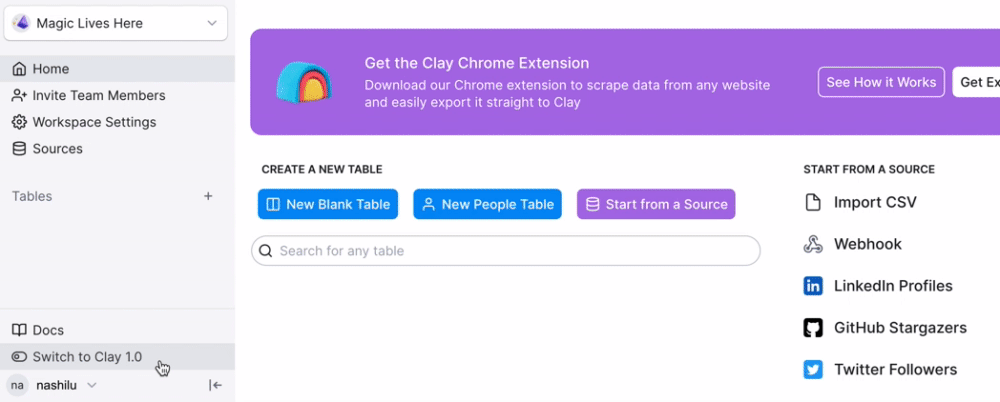 Magic Lives Here
Home
Invite Team Members
Workspace Settings
Sources
Tables
Docs
Switch to Clay 1.0
na nashilu
Get the Clay Chrome Extension
Download our Chrome extension to scrape data from any website
and easily export it straight to Clay
See How it Works
Get Ex
CREATE A NEW TABLE
New Blank Table
New People Table
Start from a Source
Search for any table
START FROM A SOURCE
Import CSV
Webhook
in LinkedIn Profiles
GitHub Stargazers
Twitter Followers